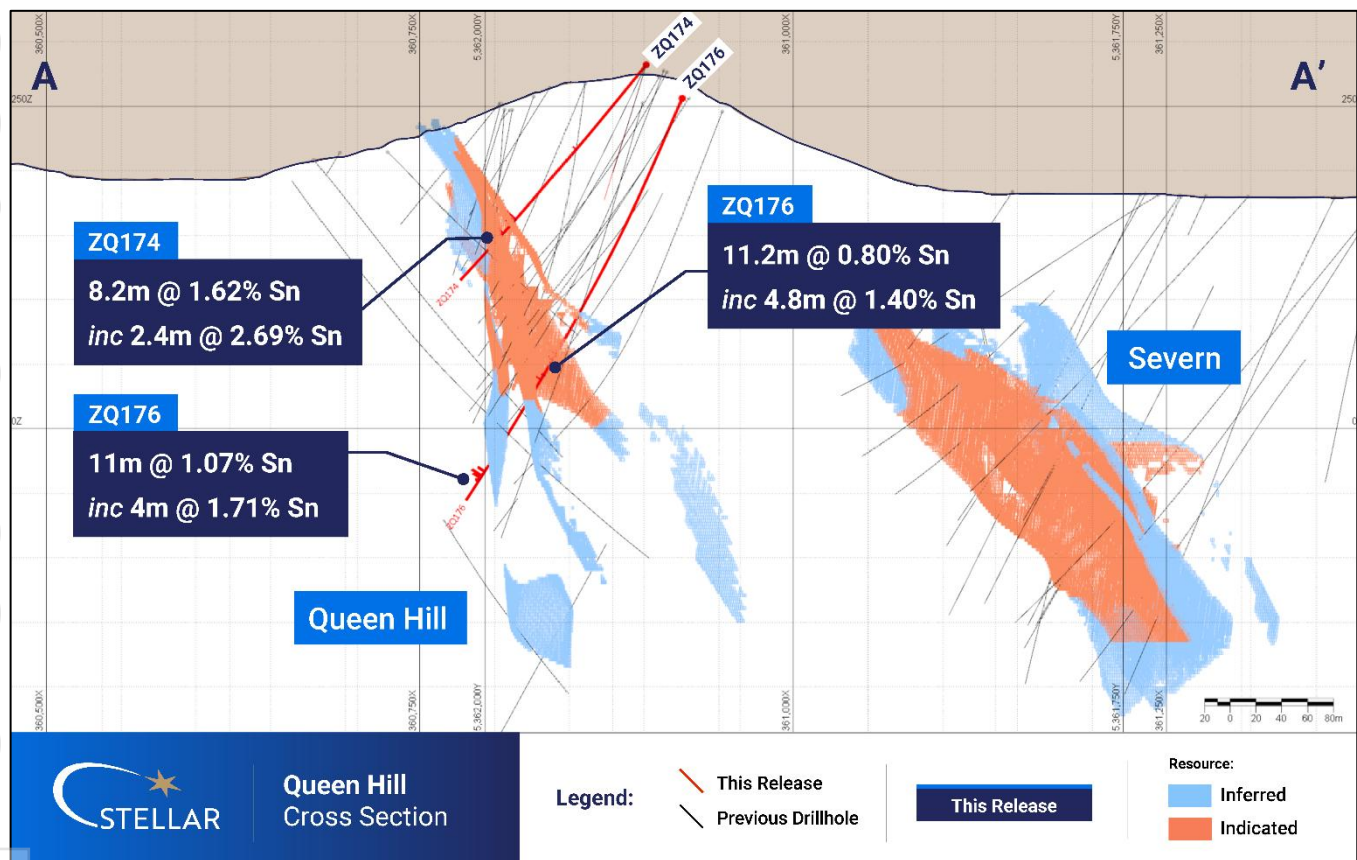 360,500X
360,750X
5,362,000Y
361,000X
5,361,750Y
361,250X
A
A’
ZQ174
ZQ176
250Z
250
ZQ174
8.2m @ 1.62% Sn
inc 2.4m @ 2.69% Sn
ZQ176
11.2m @ 0.80% Sn
inc 4.8m @ 1.40% Sn
ZQ174
Severn
ZQ176
11m @ 1.07% Sn
inc 4m @ 1.71% Sn
0Z
0
ZQ176
Queen Hill
360,500X
360,750X
5,362,000Y
361,000X
5,361,750Y
361,250X
20 0 20 40 60 80m
STELLAR
Queen Hill
Cross Section
Legend:
This Release
Previous Drillhole
This Release
Resource:
Inferred
Indicated